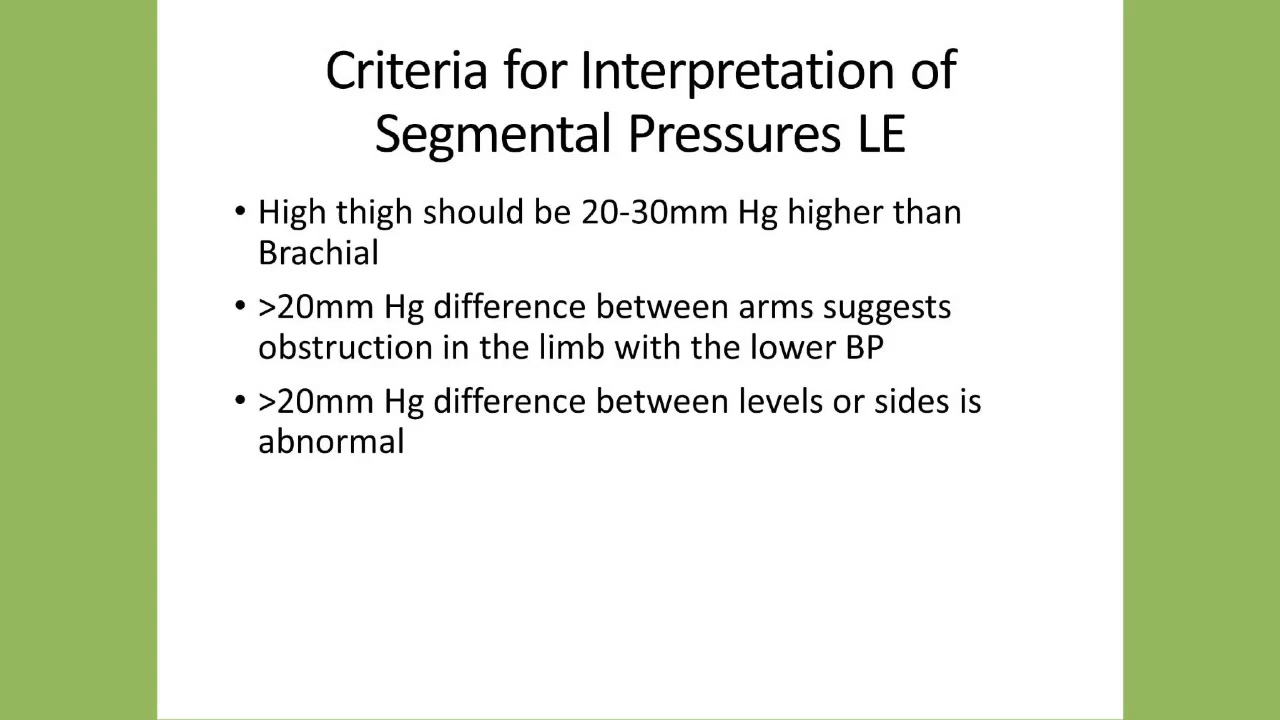 Criteria for Interpretation of
Segmental Pressures LE
• High thigh should be 20-30mm Hg higher than
Brachial
• >20mm Hg difference between arms suggests
obstruction in the limb with the lower BP
• >20mm Hg difference between levels or sides is
abnormal